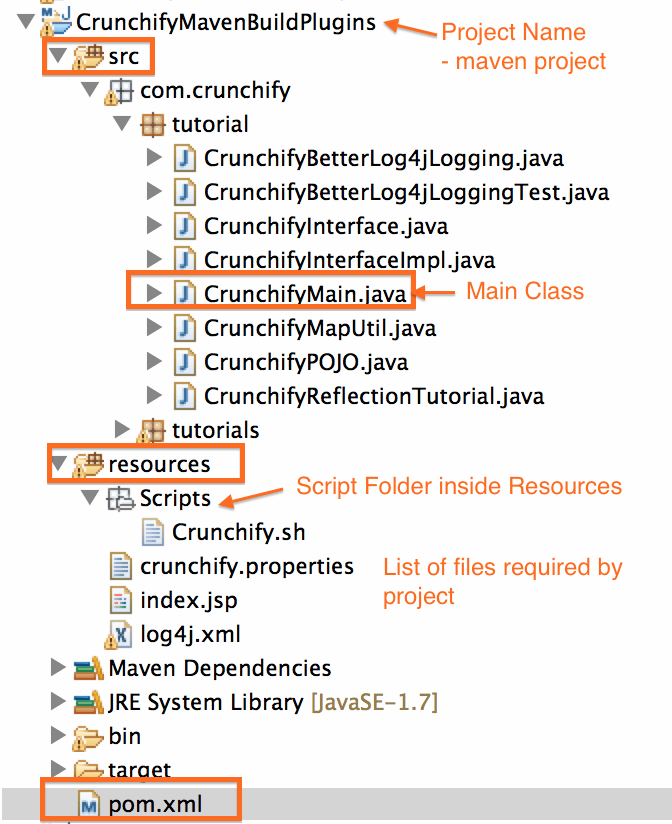 CrunchifyMavenBuildPlugins
Project Name
- maven project
src
com.crunchify
tutorial
CrunchifyBetterLog4jLogging.java
CrunchifyBetterLog4jLoggingTest.java
CrunchifyInterface.java
CrunchifyInterfaceImpl.java
CrunchifyMain.java
Main Class
CrunchifyMapUtil.java
CrunchifyPOJO.java
CrunchifyReflectionTutorial.java
tutorials
resources
Scripts
Script Folder inside Resources
Crunchify.sh
crunchify.properties
List of files required by
project
index.jsp
log4j.xml
Maven Dependencies
JRE System Library [JavaSE-1.7]
bin
target
pom.xml